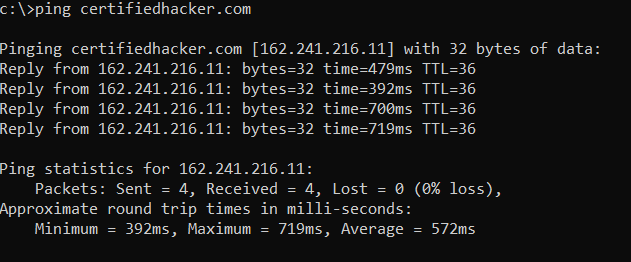 c:\>ping certifiedhacker.com
Pinging certifiedhacker.com [162.241.216.11] with 32 bytes of data:
Reply from 162.241.216.11: bytes=32 time=479ms TTL=36
Reply from 162.241.216.11: bytes=32 time=392ms TTL=36
Reply from 162.241.216.11: bytes=32 time=700ms TTL=36
Reply from 162.241.216.11: bytes=32 time=719ms TTL=36
Ping statistics for 162.241.216.11:
    Packets: Sent = 4, Received = 4, Lost = 0 (0% loss),
Approximate round trip times in milli-seconds:
    Minimum = 392ms, Maximum = 719ms, Average = 572ms